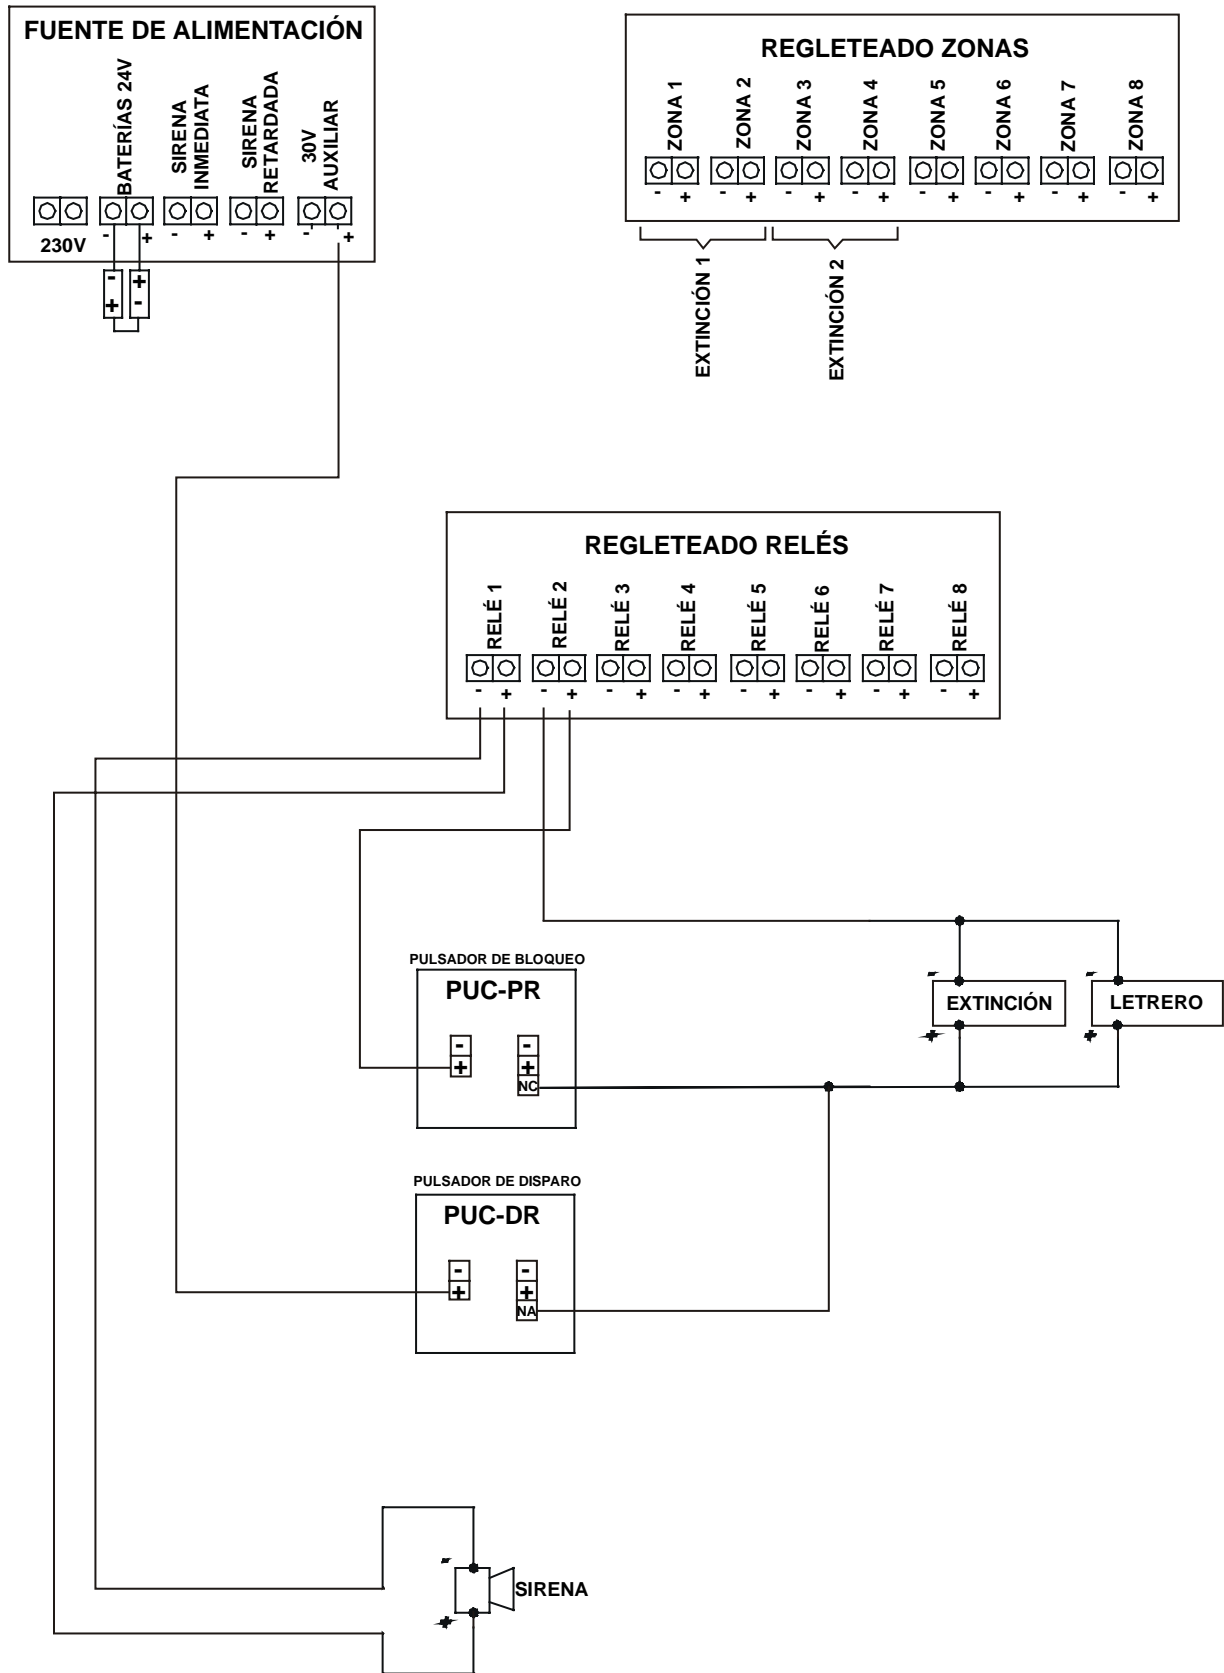 FUENTE DE ALIMENTACIÓN
BATERÍAS 24V
SIRENA
INMEDIATA
SIRENA
RETARDADA
30V
AUXILIAR
230V
- +
- +
- +
- +
- +
+ -
REGLETEADO ZONAS
ZONA 1
ZONA 2
ZONA 3
ZONA 4
ZONA 5
ZONA 6
ZONA 7
ZONA 8
- +
- +
- +
- +
- +
- +
- +
- +
EXTINCIÓN 1
EXTINCIÓN 2
REGLETEADO RELÉS
RELÉ 1
RELÉ 2
RELÉ 3
RELÉ 4
RELÉ 5
RELÉ 6
RELÉ 7
RELÉ 8
- +
- +
- +
- +
- +
- +
- +
- +
PULSADOR DE BLOQUEO
PUC-PR
- -
+ +
NC
-
EXTINCIÓN
+
-
LETRERO
+
PULSADOR DE DISPARO
PUC-DR
- -
+ +
NA
-
SIRENA
+